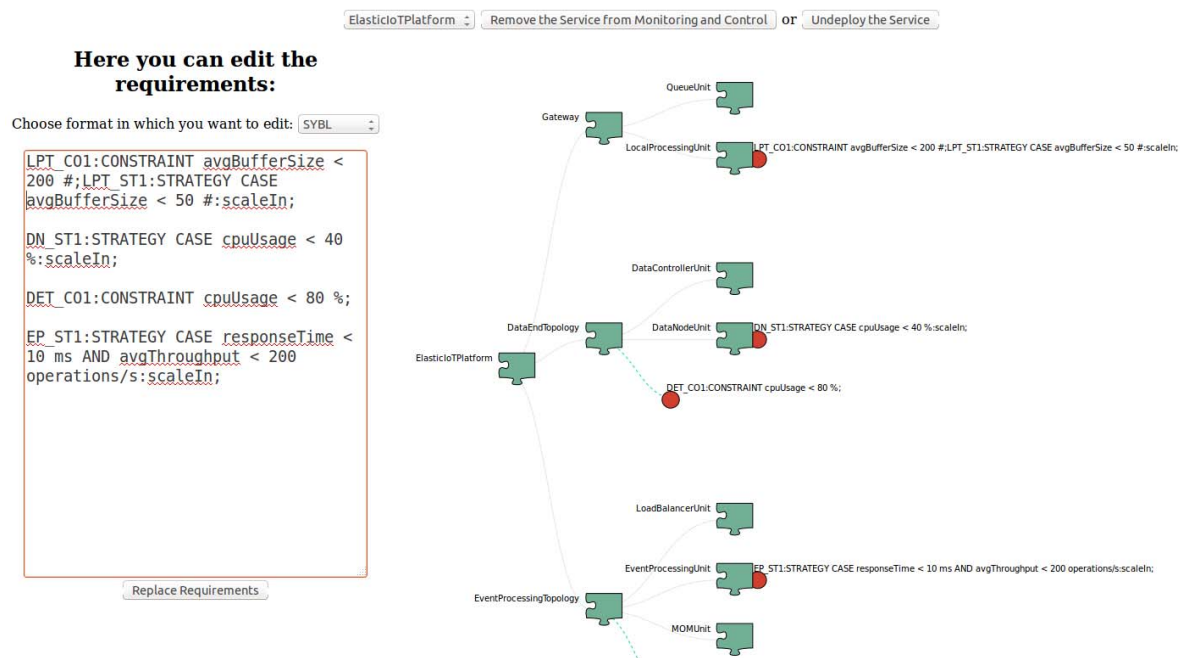 ElasticIoTPlatform Remove the Service from Monitoring and Control or Undeploy the Service
Here you can edit the
requirements:
Choose format in which you want to edit: SYBL
LPT_CO1:CONSTRAINT avgBufferSize <
200 #;LPT_ST1:STRATEGY CASE
avgBufferSize < 50 #:scaleIn;
DN_ST1:STRATEGY CASE cpuUsage < 40
%:scaleIn;
DET_CO1:CONSTRAINT cpuUsage < 80 %;
EP_ST1:STRATEGY CASE responseTime <
10 ms AND avgThroughput < 200
operations/s:scaleIn;
Replace Requirements
QueueUnit
Gateway
LocalProcessingUnit LPT_CO1:CONSTRAINT avgBufferSize < 200 #;LPT_ST1:STRATEGY CASE avgBufferSize < 50 #:scaleIn;
DataControllerUnit
DataEndTopology
DataNodeUnit DN_ST1:STRATEGY CASE cpuUsage < 40 %:scaleIn;
ElasticIoTPlatform
DET_CO1:CONSTRAINT cpuUsage < 80 %;
LoadBalancerUnit
EventProcessingUnit EP_ST1:STRATEGY CASE responseTime < 10 ms AND avgThroughput < 200 operations/s:scaleIn;
EventProcessingTopology
MOMUnit